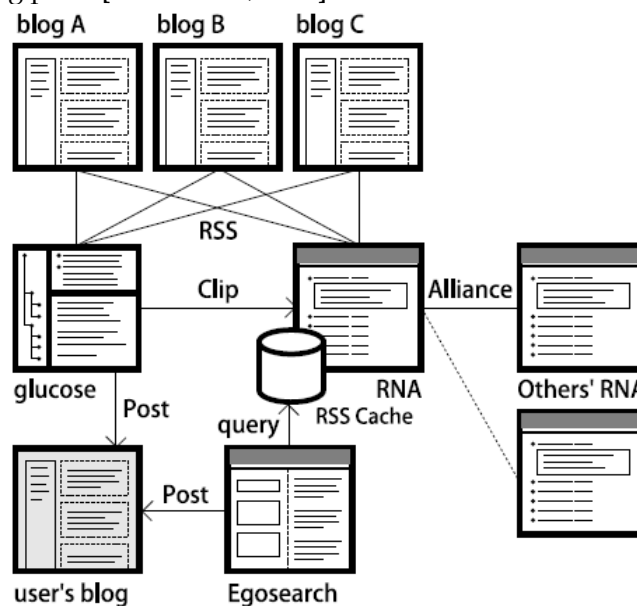 blog A
blog B
blog C
RSS
Clip
Alliance
glucose
RNA
Others' RNA
Post
query
RSS Cache
Post
user's blog
Egosearch